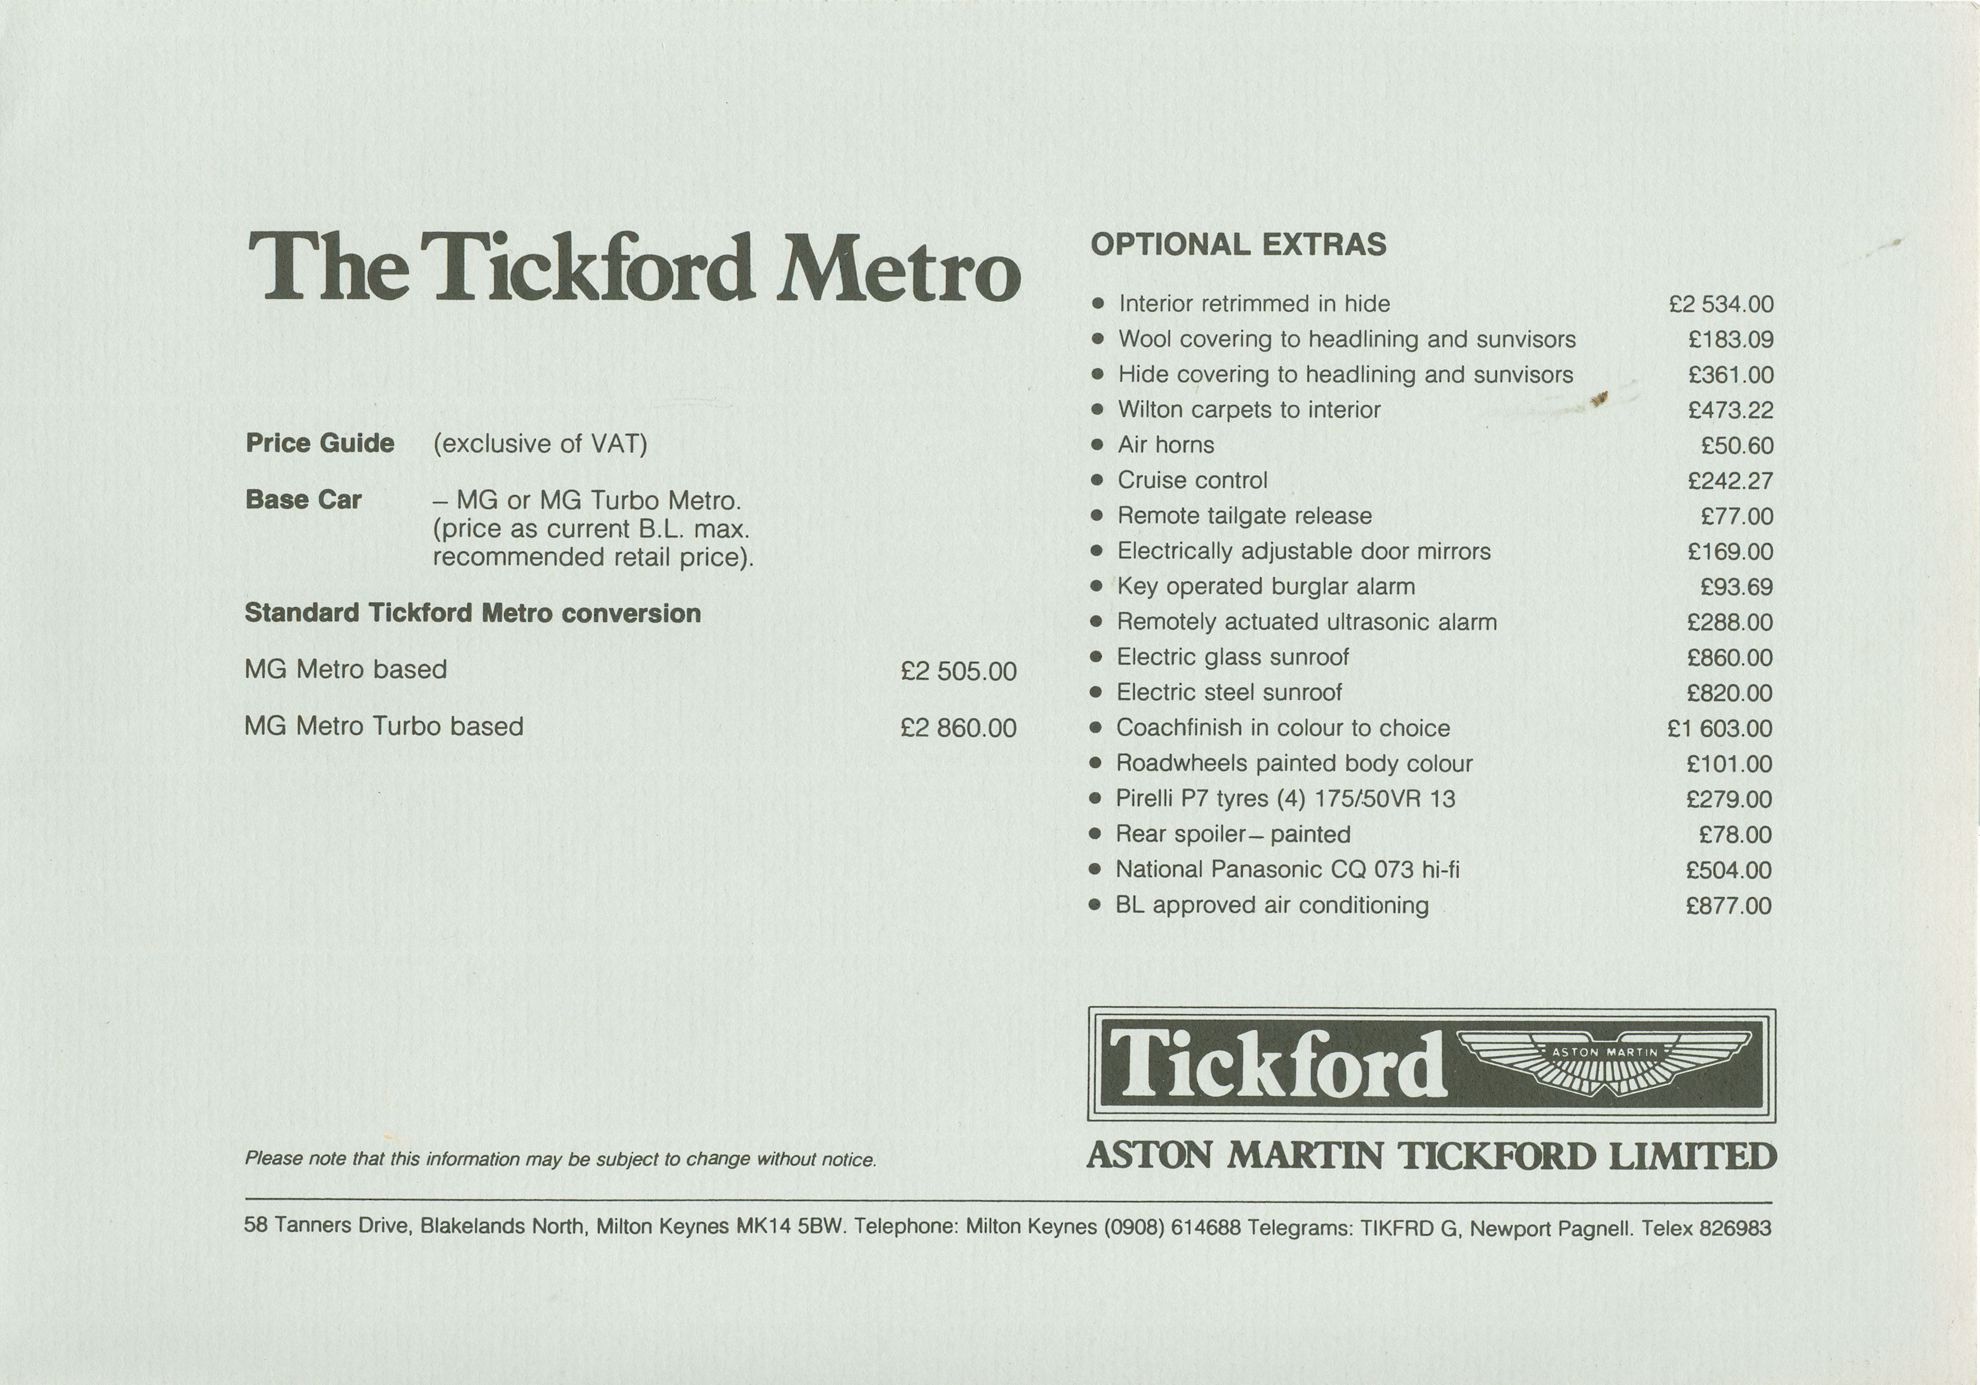 The Tickford Metro
Price Guide (exclusive of VAT)
Base Car – MG or MG Turbo Metro.
(price as current B.L. max.
recommended retail price).
Standard Tickford Metro conversion
MG Metro based £2 505.00
MG Metro Turbo based £2 860.00
OPTIONAL EXTRAS
• Interior retrimmed in hide £2 534.00
• Wool covering to headlining and sunvisors £183.09
• Hide covering to headlining and sunvisors £361.00
• Wilton carpets to interior £473.22
• Air horns £50.60
• Cruise control £242.27
• Remote tailgate release £77.00
• Electrically adjustable door mirrors £169.00
• Key operated burglar alarm £93.69
• Remotely actuated ultrasonic alarm £288.00
• Electric glass sunroof £860.00
• Electric steel sunroof £820.00
• Coachfinish in colour to choice £1 603.00
• Roadwheels painted body colour £101.00
• Pirelli P7 tyres (4) 175/50VR 13 £279.00
• Rear spoiler – painted £78.00
• National Panasonic CQ 073 hi-fi £504.00
• BL approved air conditioning £877.00
Tickford ASTON MARTIN
ASTON MARTIN TICKFORD LIMITED
Please note that this information may be subject to change without notice.
58 Tanners Drive, Blakelands North, Milton Keynes MK14 5BW. Telephone: Milton Keynes (0908) 614688 Telegrams: TIKFRD G, Newport Pagnell. Telex 826983